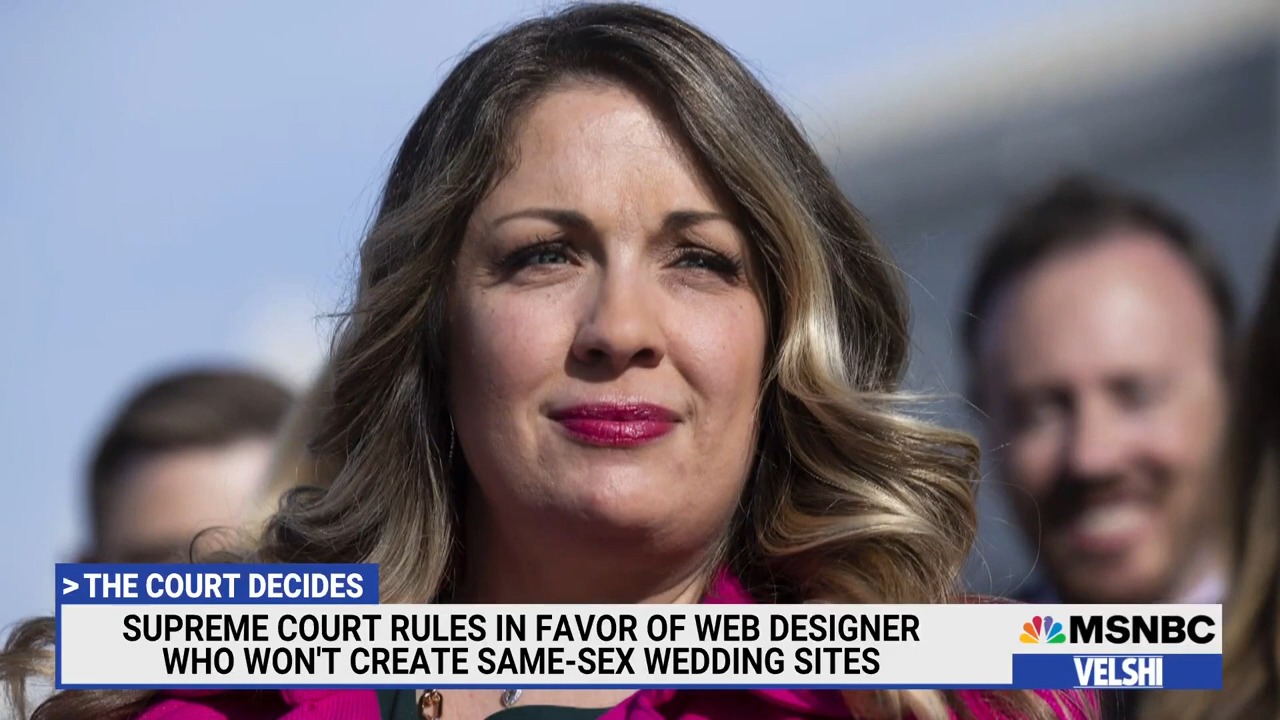 > THE COURT DECIDES
SUPREME COURT RULES IN FAVOR OF WEB DESIGNER
WHO WON'T CREATE SAME-SEX WEDDING SITES
MSNBC
VELSHI